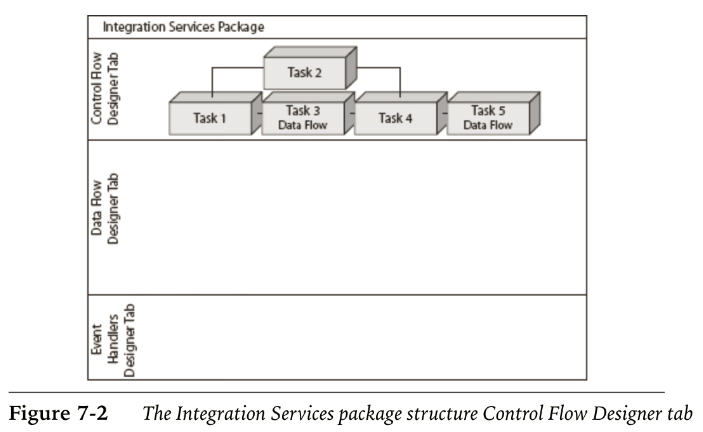 Integration Services Package
Control Flow
Designer Tab
Task 2
Task 1
Task 3
Data Flow
Task 4
Task 5
Data Flow
Data Flow
Designer Tab
Event
Handlers
Designer Tab
Figure 7-2 The Integration Services package structure Control Flow Designer tab